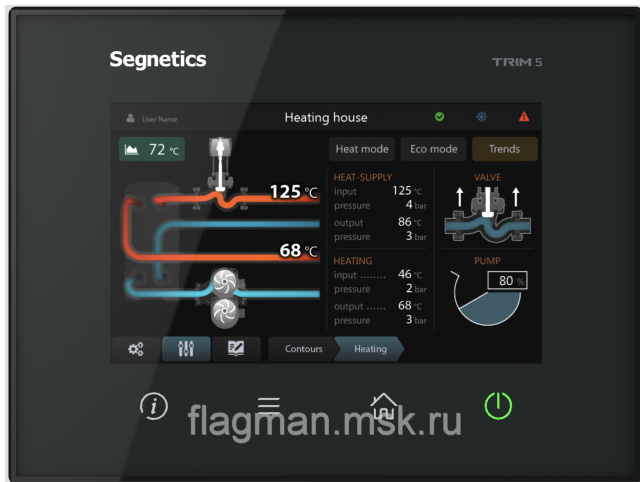 Segnetics
TRIM 5
User Name
Heating house
72 °C
Heat mode
Eco mode
Trends
125 °C
68 °C
HEAT-SUPPLY
input 125 °C
pressure 4 bar
output 86 °C
pressure 3 bar
HEATING
input ........ 46 °C
pressure 2 bar
output ...... 68 °C
pressure 3 bar
VALVE
PUMP
80 %
Contours
Heating
i
flagman.msk.ru